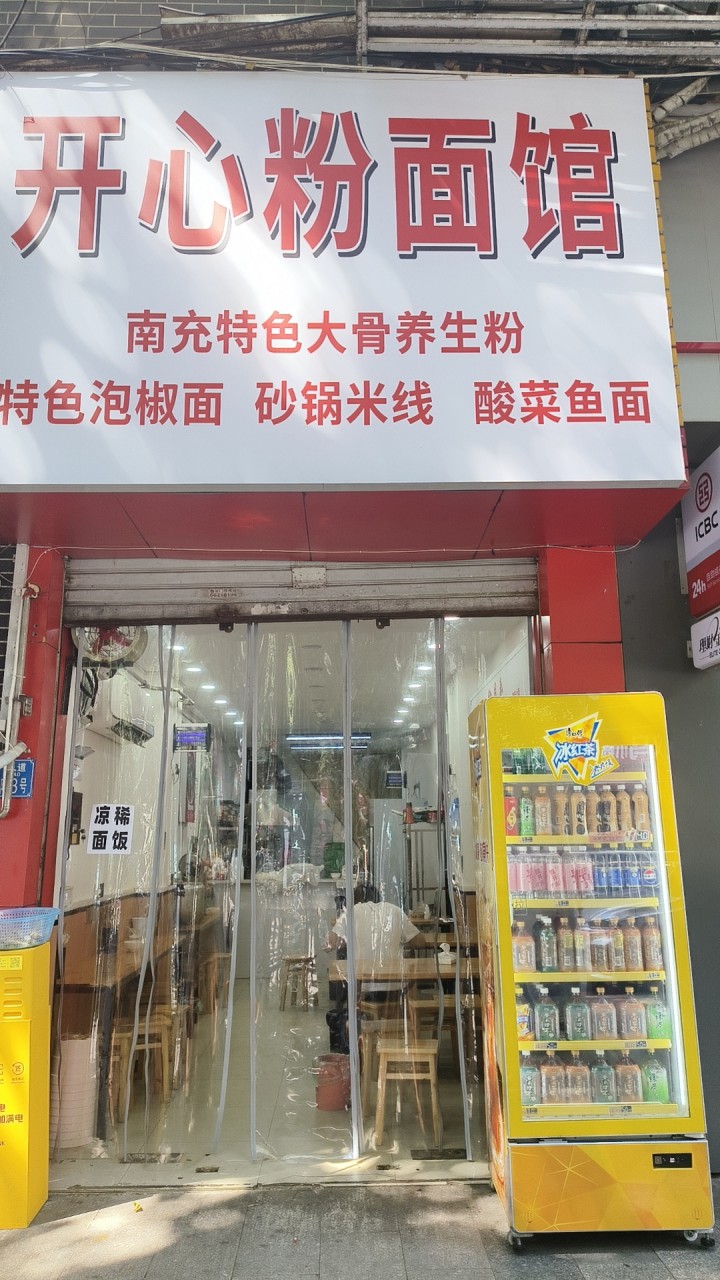 开心粉面馆
南充特色大骨养生粉
特色泡椒面 砂锅米线 酸菜鱼面
ICBC
24h
冰红茶
凉稀
面饭